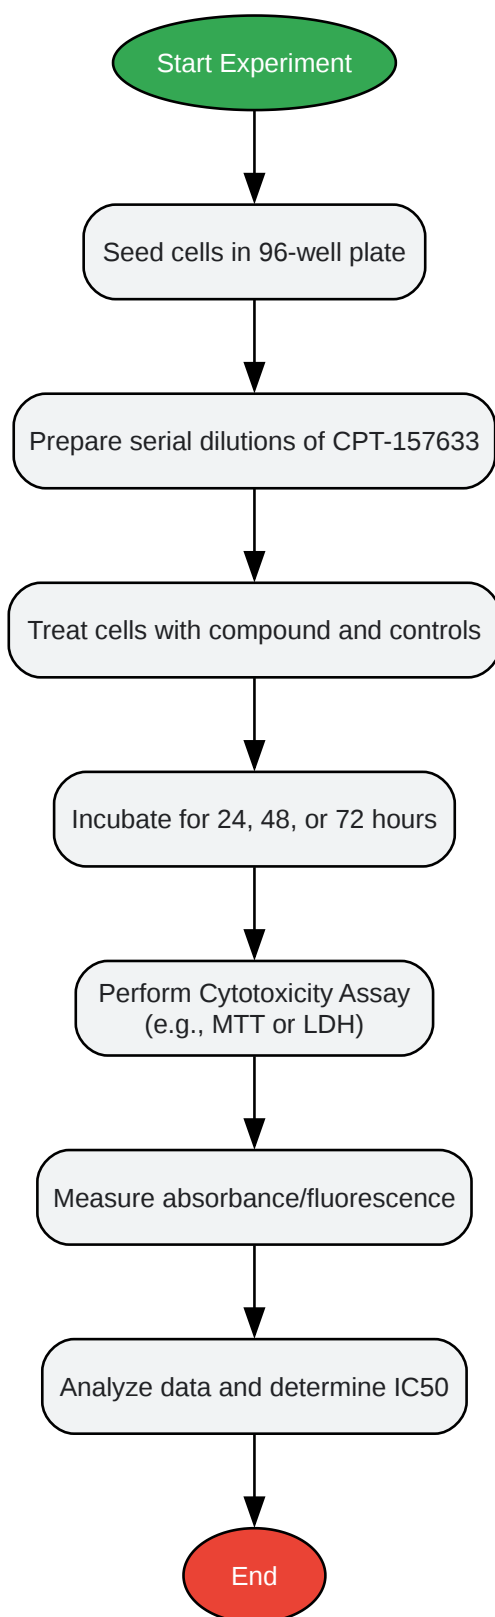 Start Experiment
Seed cells in 96-well plate
Prepare serial dilutions of CPT-157633
Treat cells with compound and controls
Incubate for 24, 48, or 72 hours
Perform Cytotoxicity Assay
(e.g., MTT or LDH)
Measure absorbance/fluorescence
Analyze data and determine IC50
End